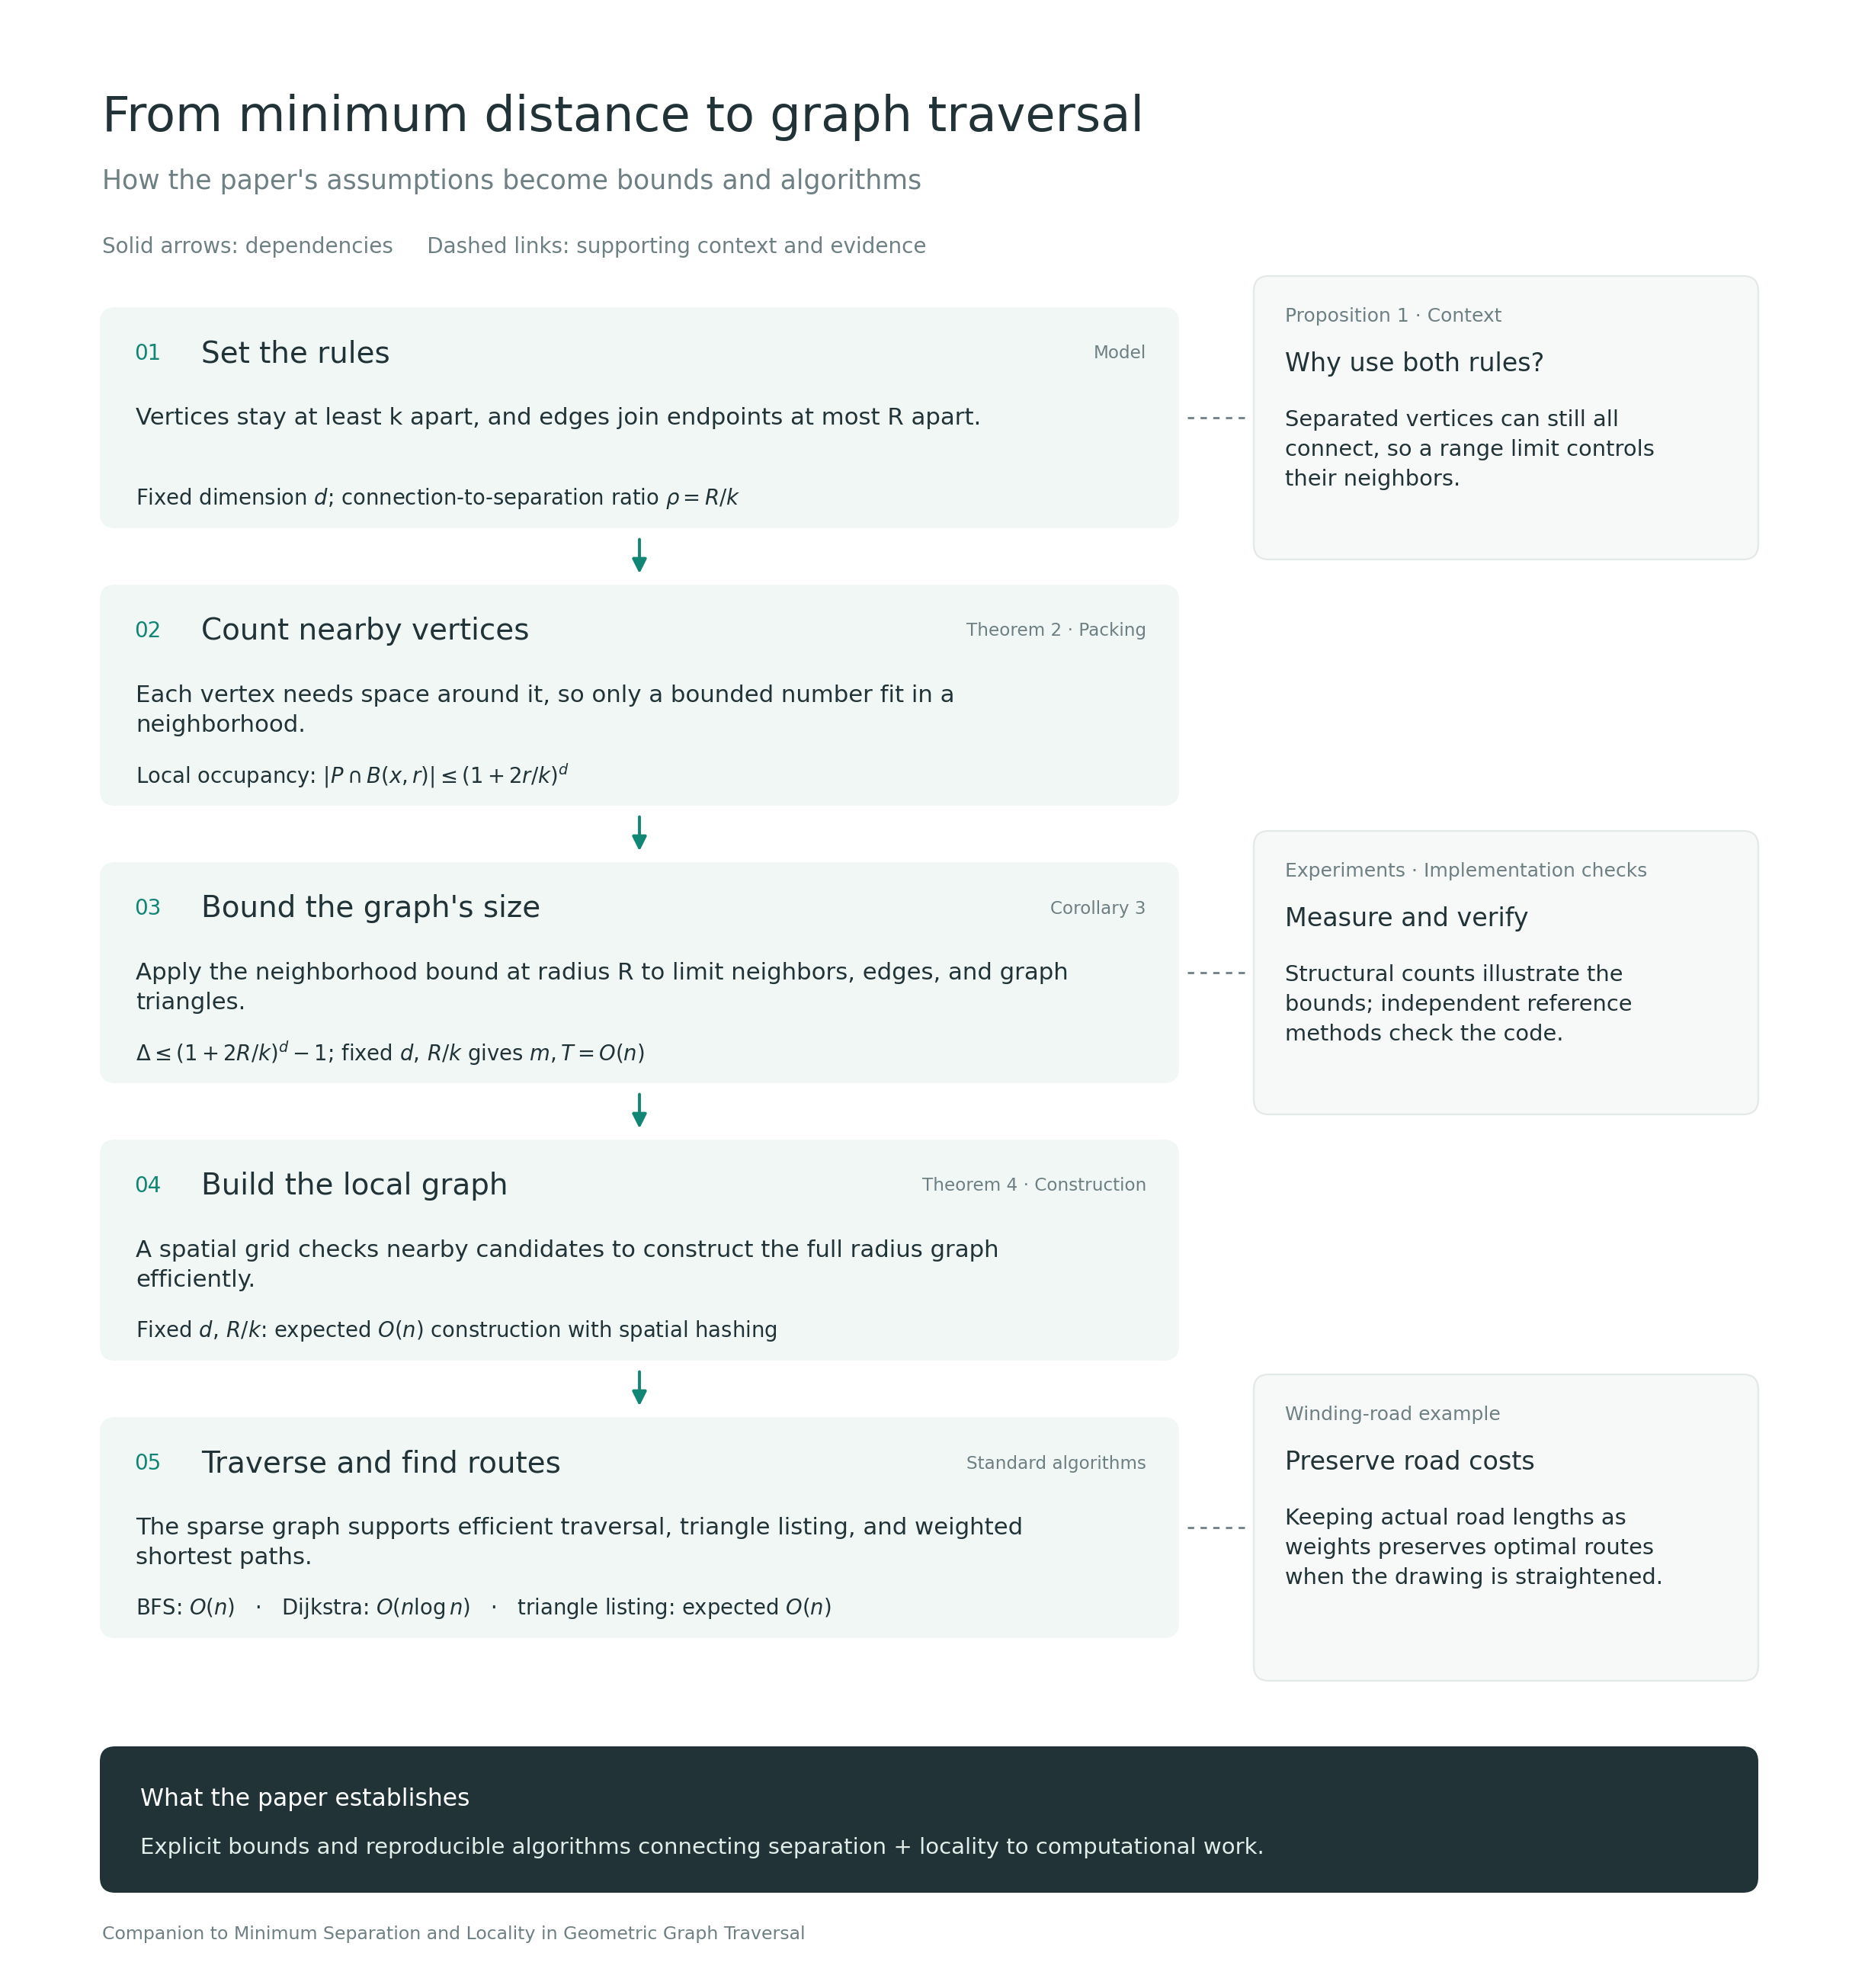 From minimum distance to graph traversal
How the paper's assumptions become bounds and algorithms
Solid arrows: dependencies Dashed links: supporting context and evidence
01 Set the rules Model
Vertices stay at least k apart, and edges join endpoints at most R apart.
Fixed dimension d; connection-to-separation ratio ρ = R/k
Proposition 1 · Context
Why use both rules?
Separated vertices can still all
connect, so a range limit controls
their neighbors.
02 Count nearby vertices Theorem 2 · Packing
Each vertex needs space around it, so only a bounded number fit in a
neighborhood.
Local occupancy: |P ∩ B(x, r)| ≤ (1 + 2r/k)^d
03 Bound the graph's size Corollary 3
Apply the neighborhood bound at radius R to limit neighbors, edges, and graph
triangles.
Δ ≤ (1 + 2R/k)^d − 1; fixed d, R/k gives m, T = O(n)
Experiments · Implementation checks
Measure and verify
Structural counts illustrate the
bounds; independent reference
methods check the code.
04 Build the local graph Theorem 4 · Construction
A spatial grid checks nearby candidates to construct the full radius graph
efficiently.
Fixed d, R/k: expected O(n) construction with spatial hashing
05 Traverse and find routes Standard algorithms
The sparse graph supports efficient traversal, triangle listing, and weighted
shortest paths.
BFS: O(n) · Dijkstra: O(n log n) · triangle listing: expected O(n)
Winding-road example
Preserve road costs
Keeping actual road lengths as
weights preserves optimal routes
when the drawing is straightened.
What the paper establishes
Explicit bounds and reproducible algorithms connecting separation + locality to computational work.
Companion to Minimum Separation and Locality in Geometric Graph Traversal